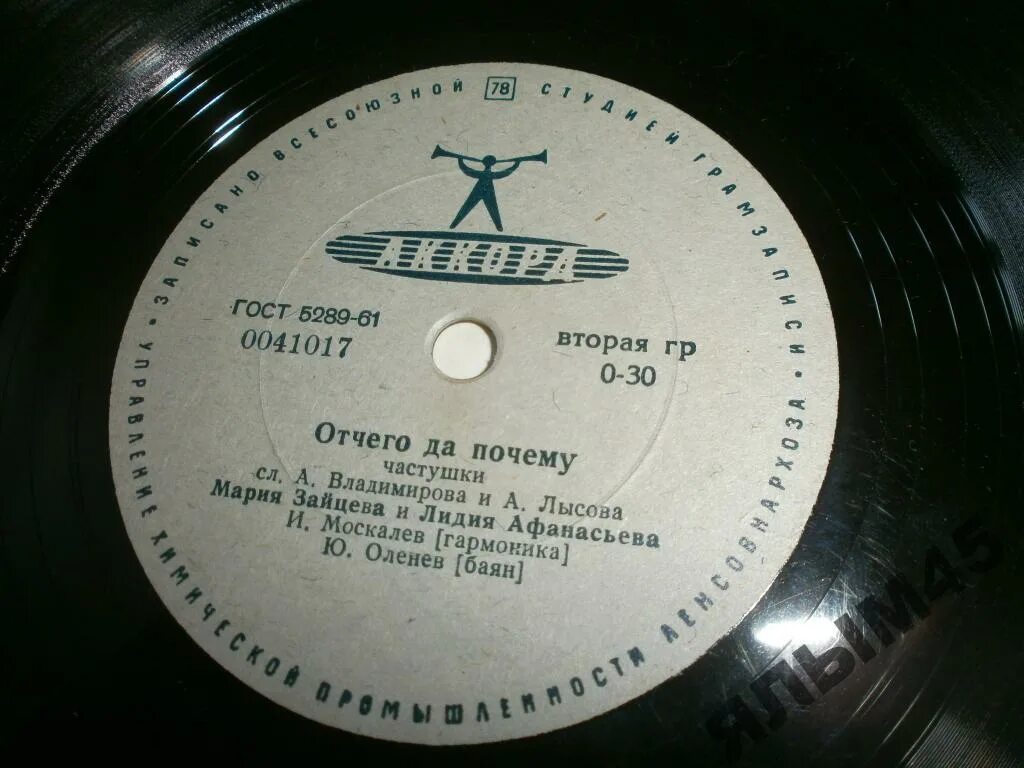 ЗАПИСАНО ВСЕСОЮЗНОЙ 78 СТУДИЕЙ ГРАМЗАПИСИ
АККОРД
ГОСТ 5289-61
0041017
вторая гр
0-30
Отчего да почему
частушки
сл. А. Владимирова и А. Лысова
Мария Зайцева и Лидия Афанасьева
И. Москалев [гармоника]
Ю. Оленев [баян]
• УПРАВЛЕНИЕ ХИМИЧЕСКОЙ ПРОМЫШЛЕННОСТИ ЛЕНСОВНАРХОЗА •
ЯЛЫМ45